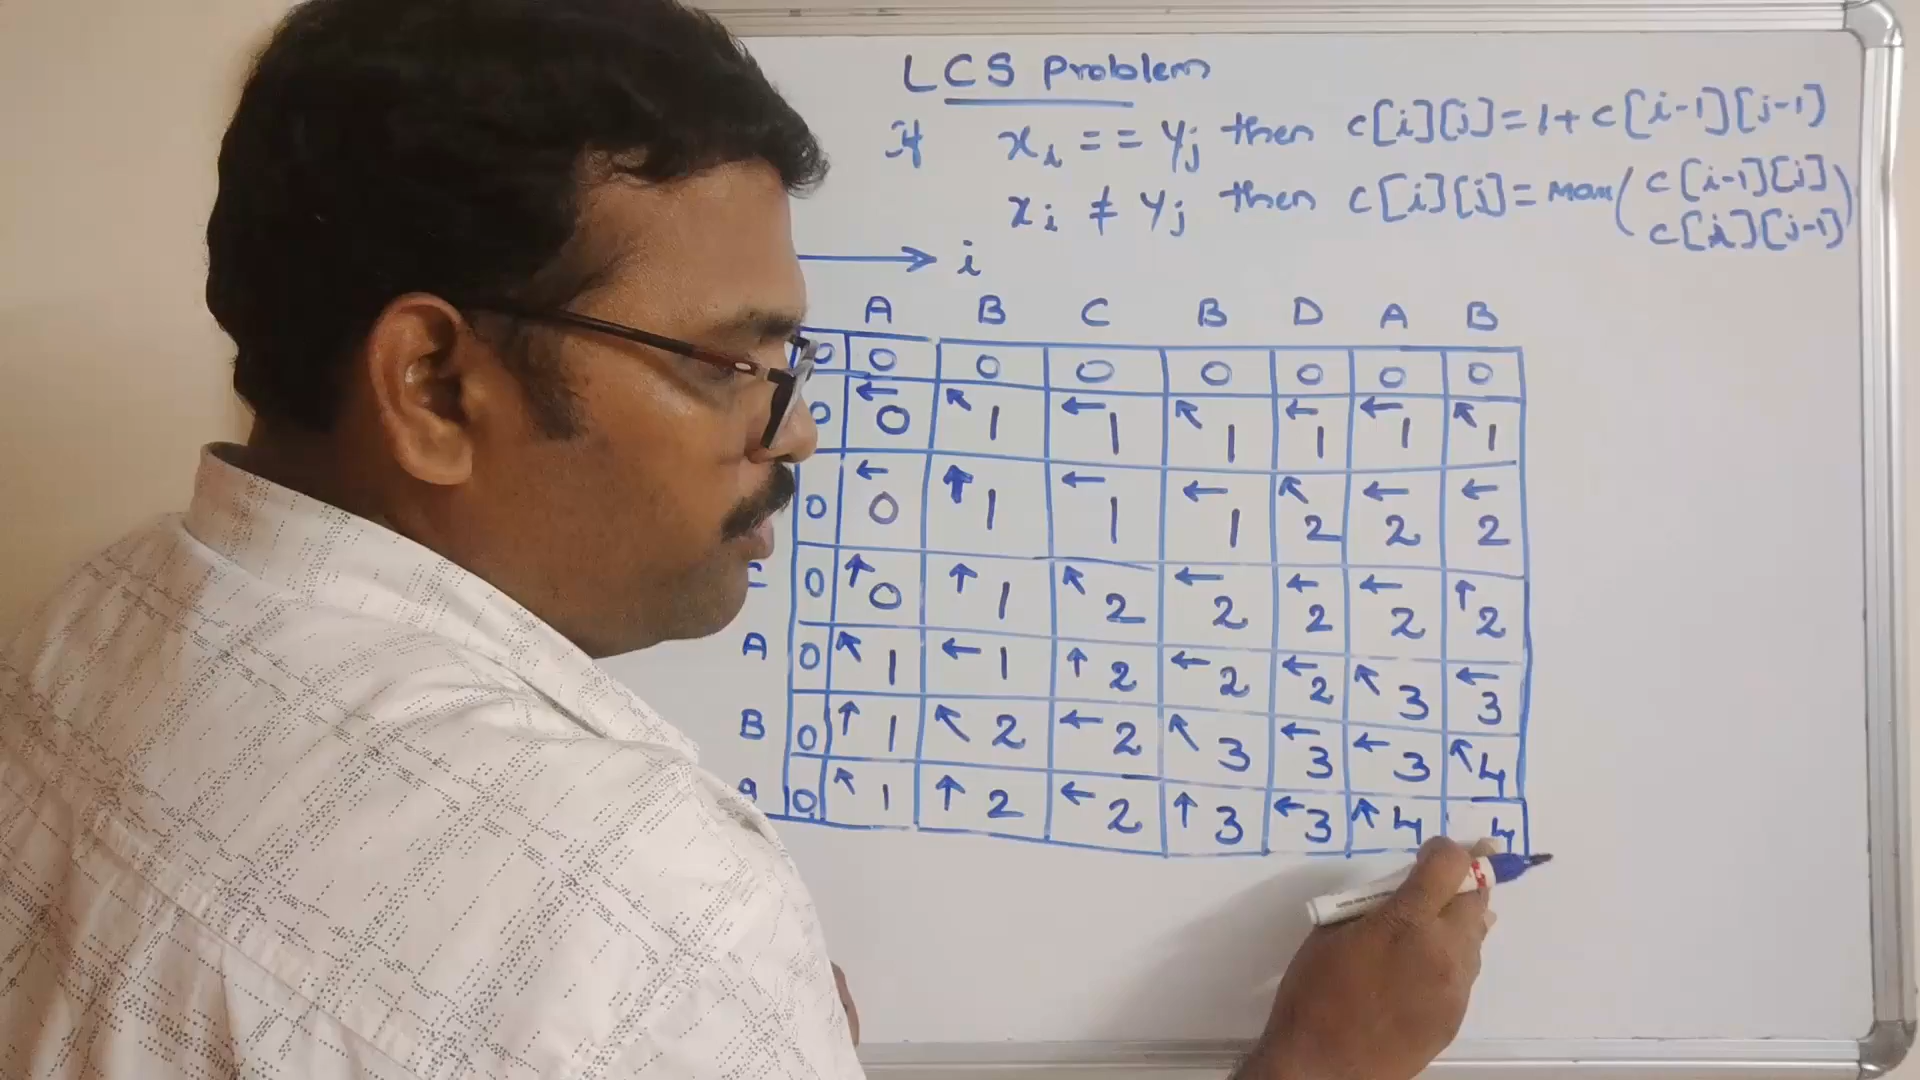 LCS Problem
If xi == yj then c[i][j]=1+c[i-1][j-1]
xi ≠ yj then c[i][j]=max(c[i-1][j]
c[i][j-1])
→ i
A B C B D A B
0 0 0 0 0 0 0 0
0 ←0 ↖1 ←1 ↖1 ←1 ←1 ↖1
0 ←0 ↑1 ←1 ←1 ↖2 ←2 ←2
C 0 ↑0 ↑1 ↖2 ←2 ←2 ←2 ↑2
A 0 ↖1 ←1 ↑2 ←2 ←2 ↖3 ←3
B 0 ↑1 ↖2 ←2 ↖3 ←3 ←3 ↖4
A 0 ↖1 ↑2 ←2 ↑3 ←3 ↖4 4